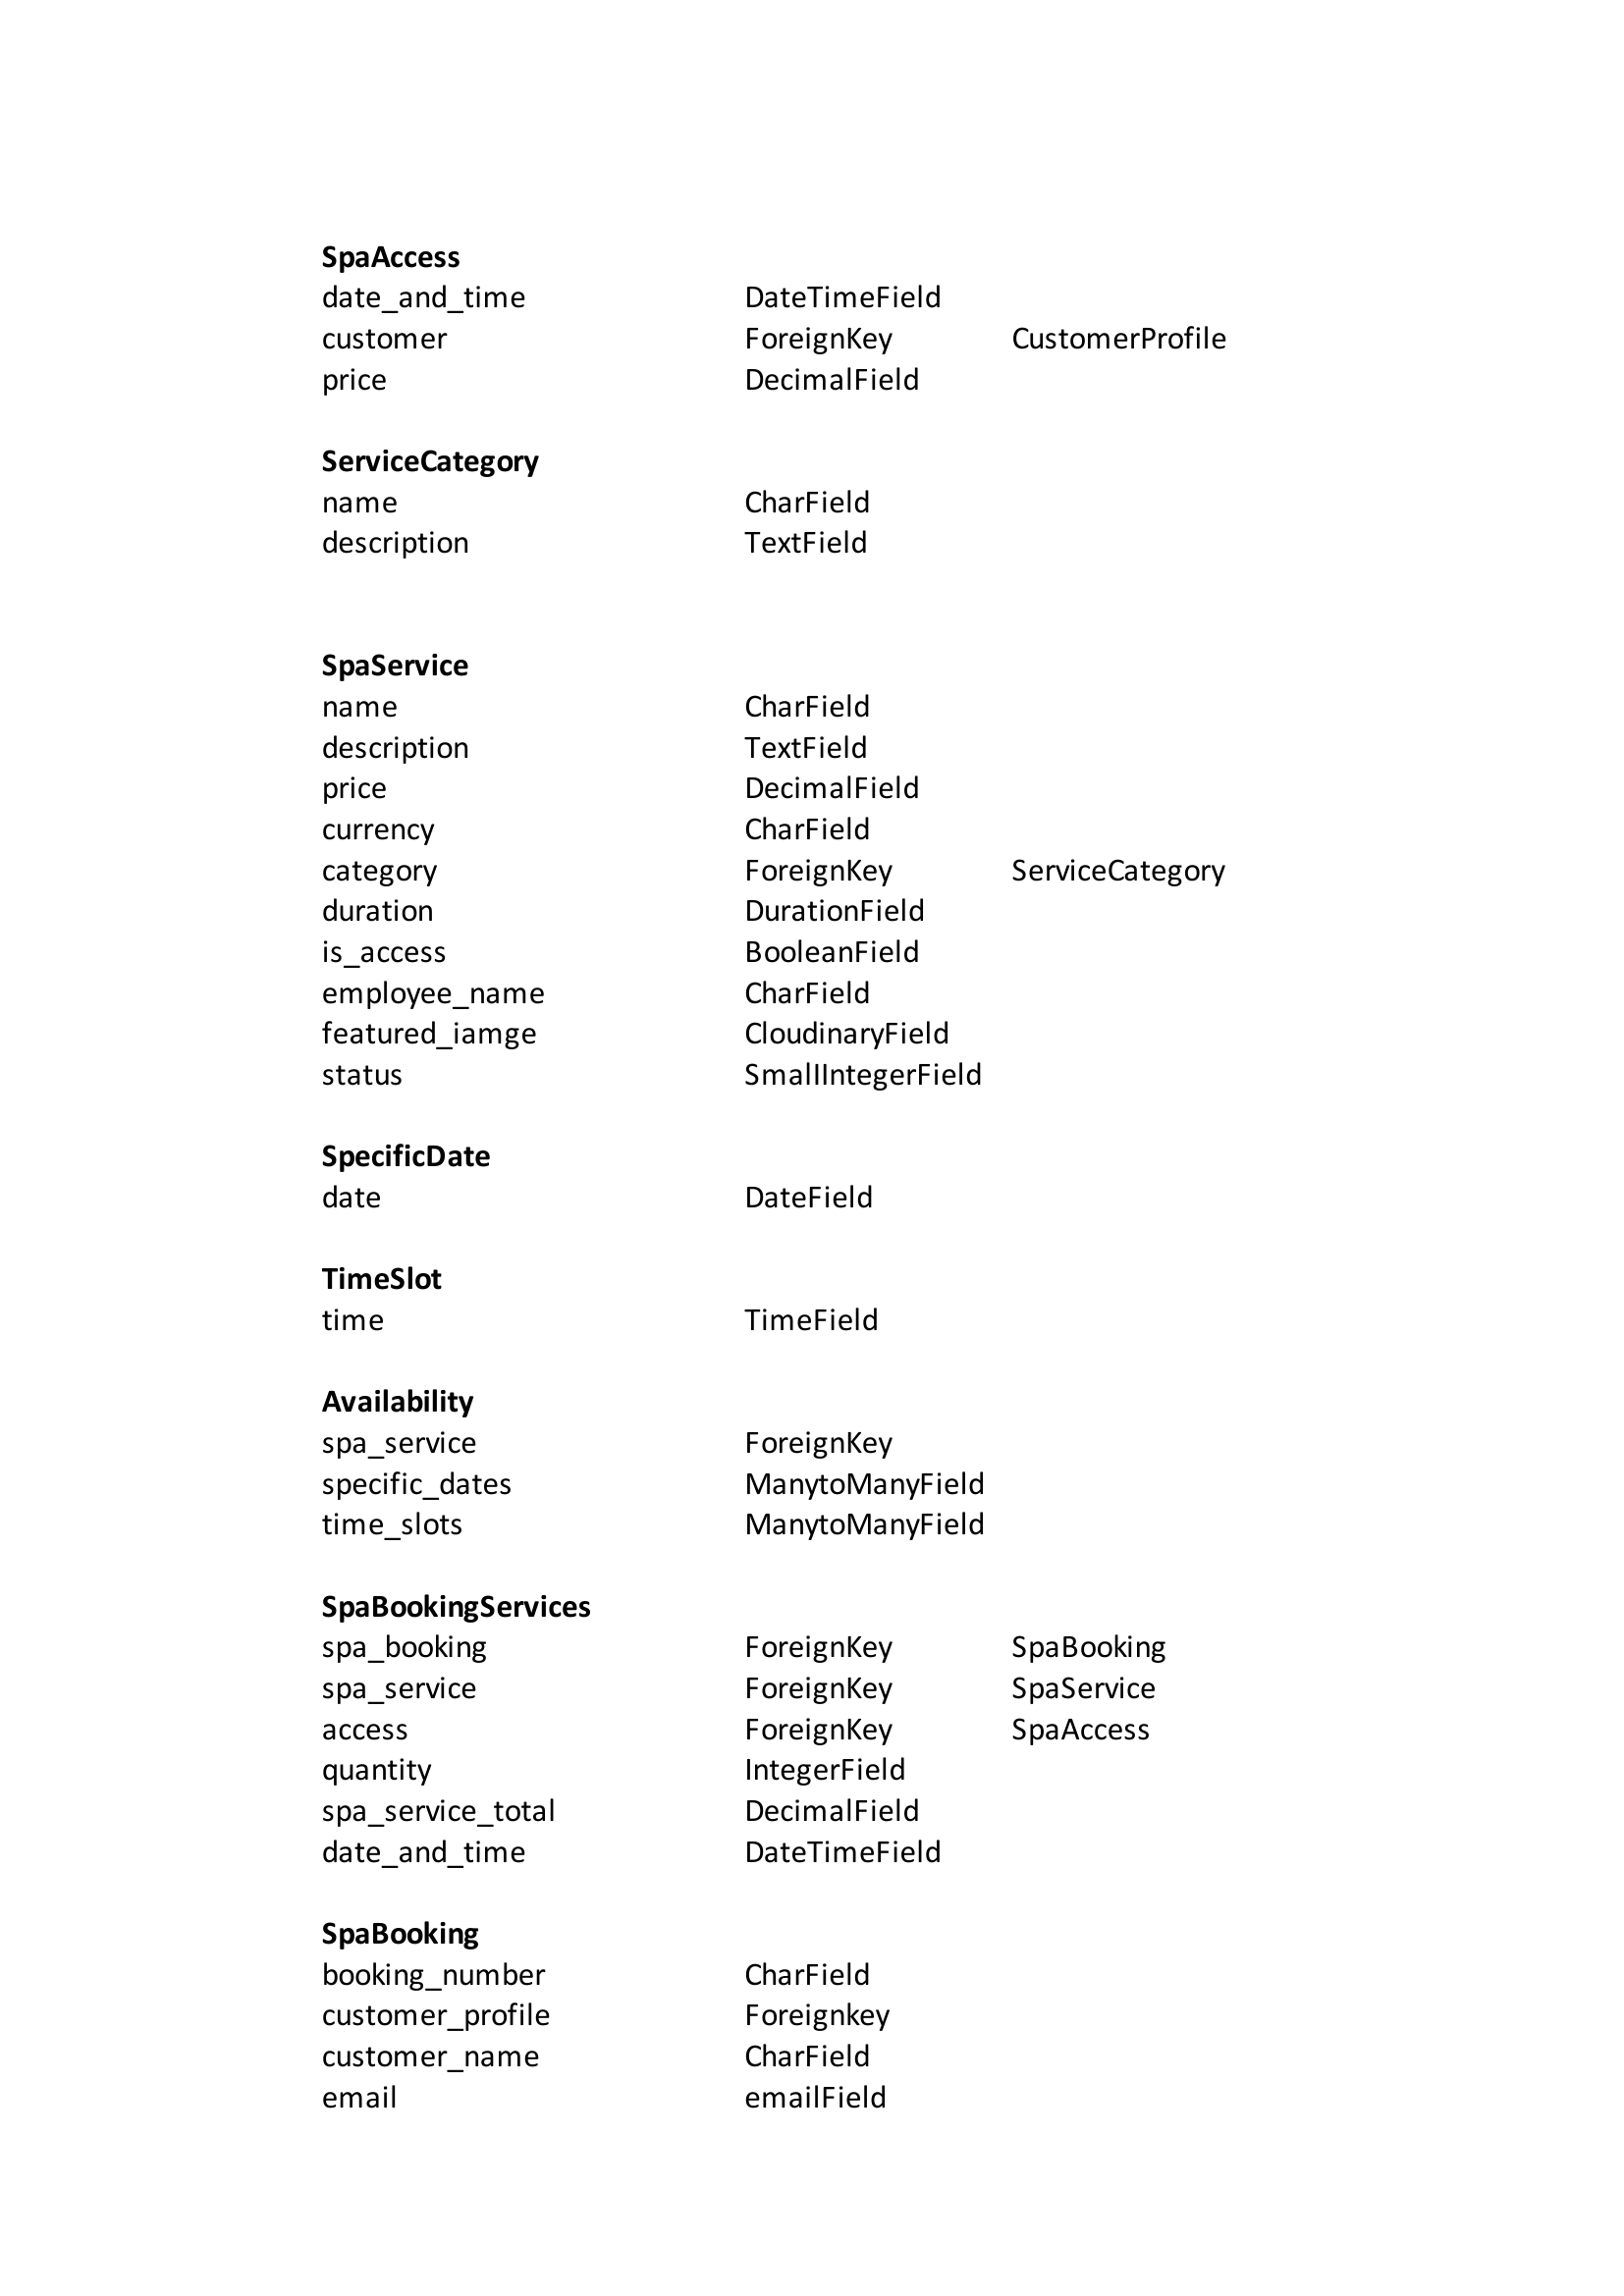 SpaAccess
date_and_time DateTimeField
customer ForeignKey CustomerProfile
price DecimalField
ServiceCategory
name CharField
description TextField
SpaService
name CharField
description TextField
price DecimalField
currency CharField
category ForeignKey ServiceCategory
duration DurationField
is_access BooleanField
employee_name CharField
featured_iamge CloudinaryField
status SmallIntegerField
SpecificDate
date DateField
TimeSlot
time TimeField
Availability
spa_service ForeignKey
specific_dates ManytoManyField
time_slots ManytoManyField
SpaBookingServices
spa_booking ForeignKey SpaBooking
spa_service ForeignKey SpaService
access ForeignKey SpaAccess
quantity IntegerField
spa_service_total DecimalField
date_and_time DateTimeField
SpaBooking
booking_number CharField
customer_profile Foreignkey
customer_name CharField
email emailField